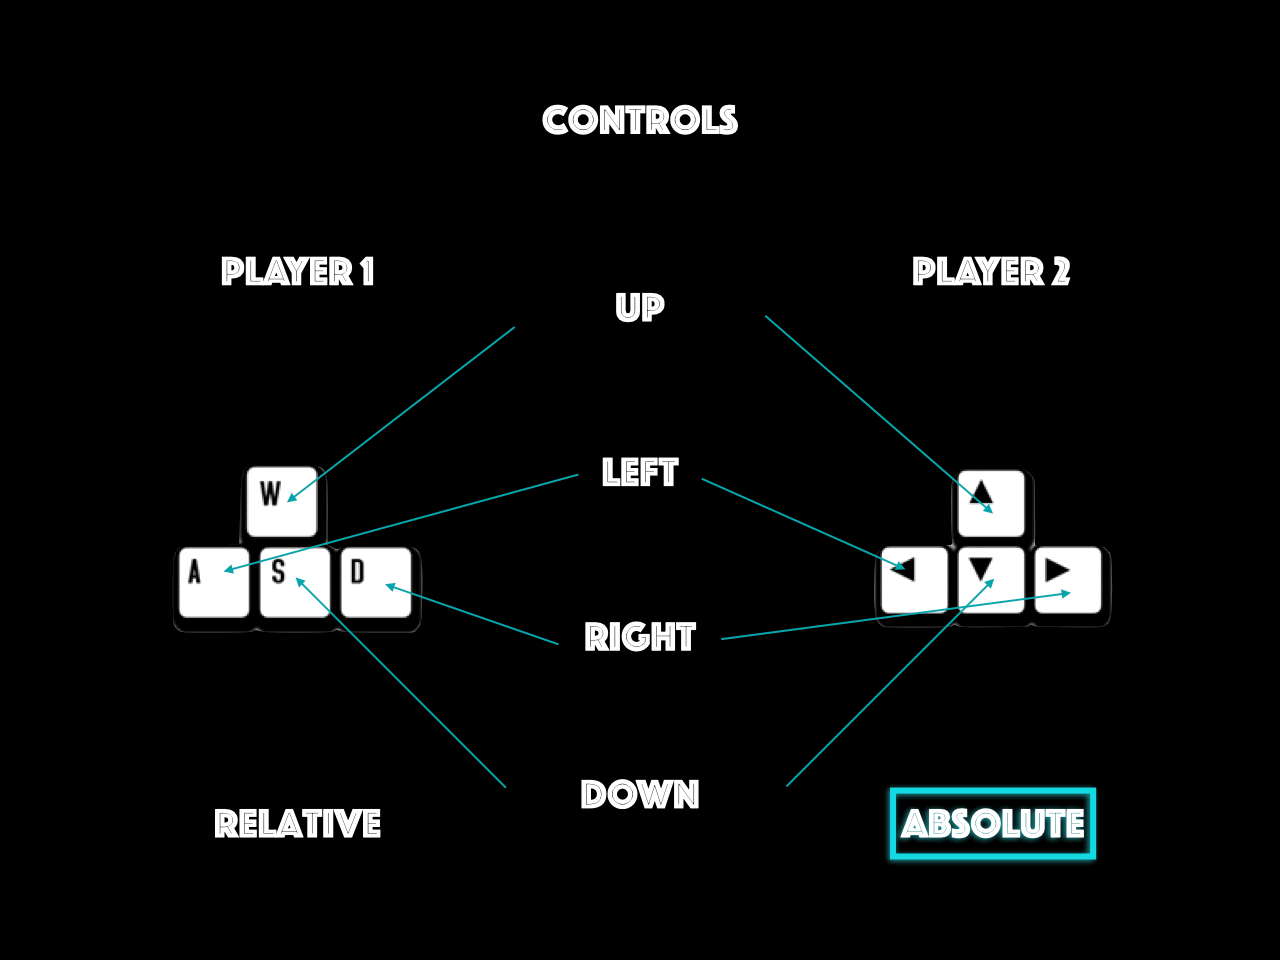 CONTROLS
PLAYER 1
PLAYER 2
UP
LEFT
W
A S D
RIGHT
DOWN
RELATIVE
ABSOLUTE